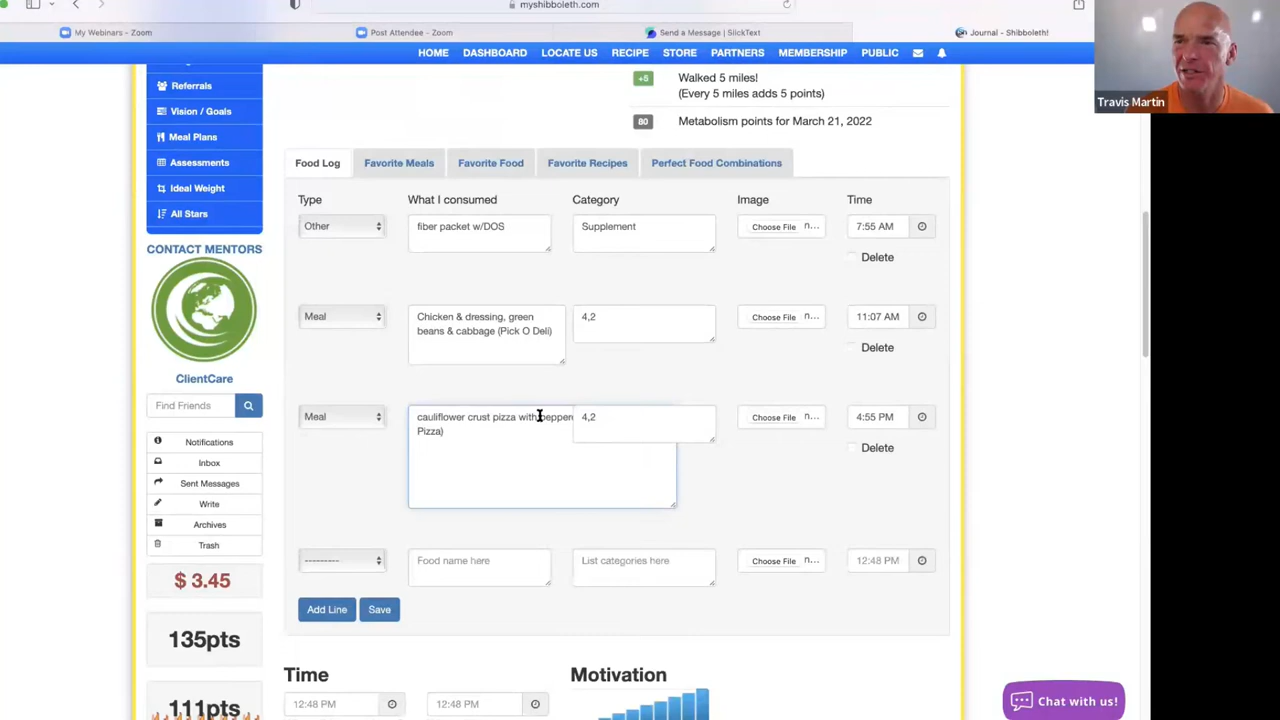 myshibboleth.com
My Webinars - Zoom
Post Attendee - Zoom
Send a Message | SlickText
Journal - Shibboleth!
HOME DASHBOARD LOCATE US RECIPE STORE PARTNERS MEMBERSHIP PUBLIC
Travis Martin
Referrals
Vision / Goals
Meal Plans
Assessments
Ideal Weight
All Stars
CONTACT MENTORS
ClientCare
Find Friends
Notifications
Inbox
Sent Messages
Write
Archives
Trash
$ 3.45
135pts
111pts
+5 Walked 5 miles!
(Every 5 miles adds 5 points)
80 Metabolism points for March 21, 2022
Food Log Favorite Meals Favorite Food Favorite Recipes Perfect Food Combinations
Type What I consumed Category Image Time
Other fiber packet w/DOS Supplement Choose File n... 7:55 AM
Delete
Meal Chicken & dressing, green 4,2 Choose File n... 11:07 AM
beans & cabbage (Pick O Deli)
Delete
Meal cauliflower crust pizza with pepper 4,2 Choose File n... 4:55 PM
Pizza)
Delete
--------- Food name here List categories here Choose File n... 12:48 PM
Add Line Save
Time Motivation
12:48 PM 12:48 PM
Chat with us!